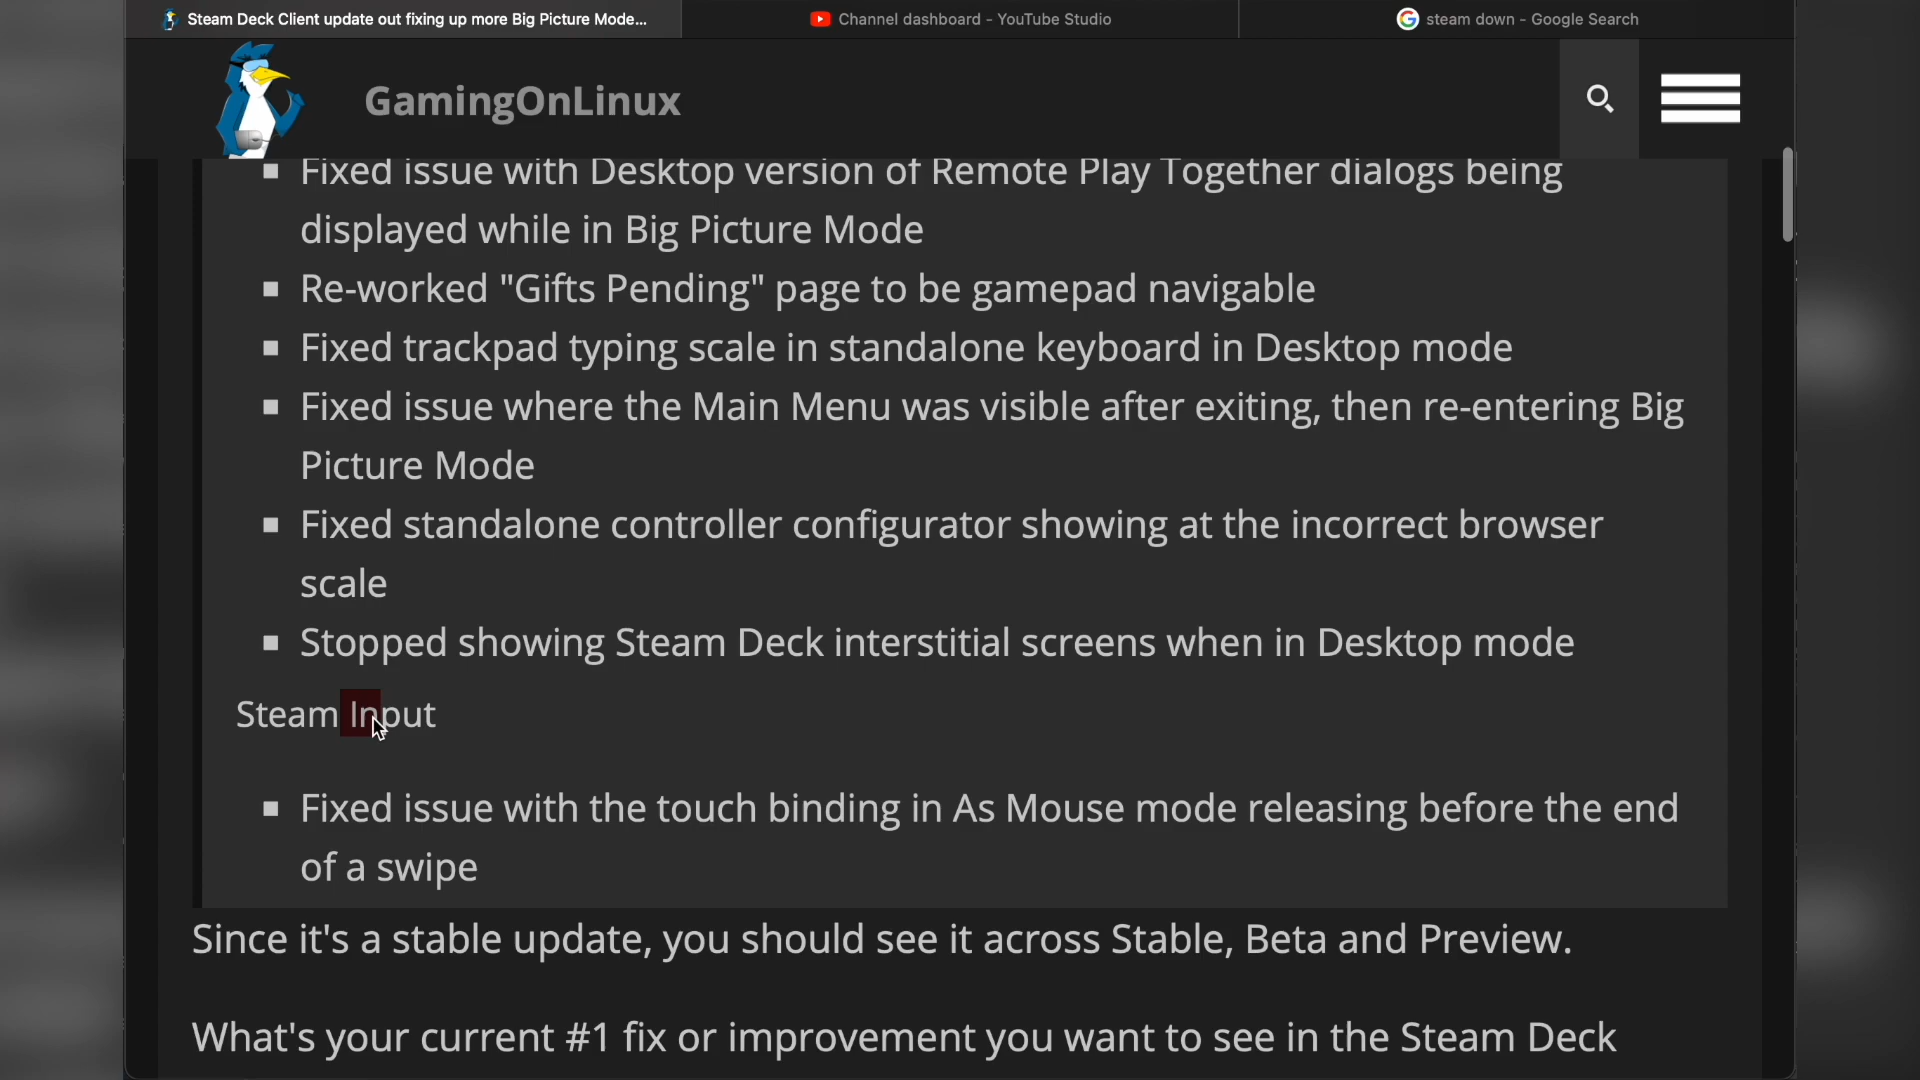 Steam Deck Client update out fixing up more Big Picture Mode...
Channel dashboard - YouTube Studio
steam down - Google Search
GamingOnLinux
Fixed issue with Desktop version of Remote Play Together dialogs being
displayed while in Big Picture Mode
Re-worked "Gifts Pending" page to be gamepad navigable
Fixed trackpad typing scale in standalone keyboard in Desktop mode
Fixed issue where the Main Menu was visible after exiting, then re-entering Big
Picture Mode
Fixed standalone controller configurator showing at the incorrect browser
scale
Stopped showing Steam Deck interstitial screens when in Desktop mode
Steam Input
Fixed issue with the touch binding in As Mouse mode releasing before the end
of a swipe
Since it's a stable update, you should see it across Stable, Beta and Preview.
What's your current #1 fix or improvement you want to see in the Steam Deck